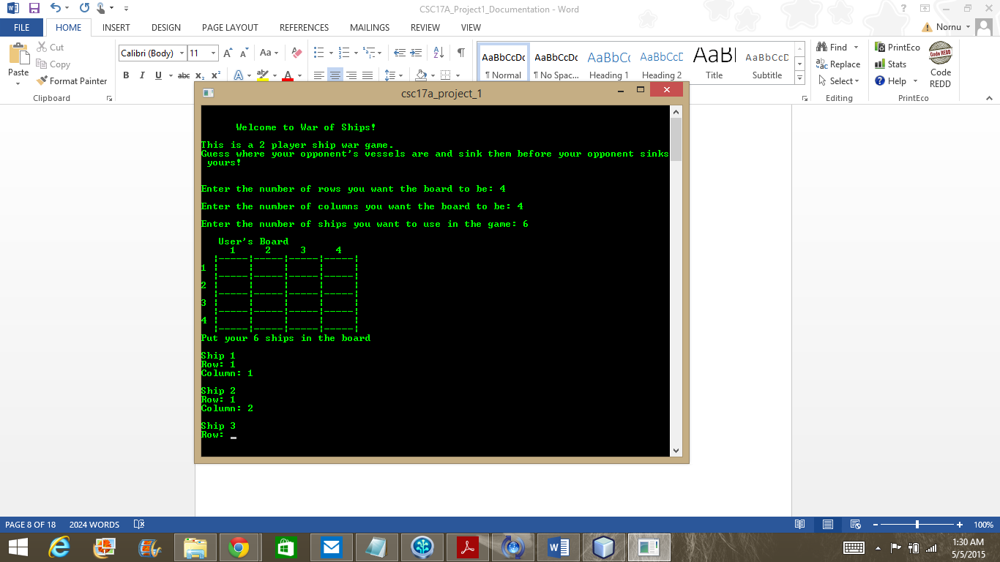 CSC17A_Project1_Documentation - Word
FILE HOME INSERT DESIGN PAGE LAYOUT REFERENCES MAILINGS REVIEW VIEW Nornu
Paste
Cut
Copy
Format Painter
Clipboard
Calibri (Body) 11
AaBbCcDc AaBbCcDc AaBbCc AaBbCcD AaB AaBbCcD
¶ Normal ¶ No Spac... Heading 1 Heading 2 Title Subtitle
Find
Replace
Select
Editing
PrintEco
Stats
Help
PrintEco
Code REDD
Code
REDD
csc17a_project_1
Welcome to War of Ships!
This is a 2 player ship war game.
Guess where your opponent's vessels are and sink them before your opponent sinks
yours!
Enter the number of rows you want the board to be: 4
Enter the number of columns you want the board to be: 4
Enter the number of ships you want to use in the game: 6
User's Board
1 2 3 4
¦-----¦-----¦-----¦-----¦
1 ¦ ¦ ¦ ¦ ¦
¦-----¦-----¦-----¦-----¦
2 ¦ ¦ ¦ ¦ ¦
¦-----¦-----¦-----¦-----¦
3 ¦ ¦ ¦ ¦ ¦
¦-----¦-----¦-----¦-----¦
4 ¦ ¦ ¦ ¦ ¦
¦-----¦-----¦-----¦-----¦
Put your 6 ships in the board
Ship 1
Row: 1
Column: 1
Ship 2
Row: 1
Column: 2
Ship 3
Row: _
PAGE 8 OF 18 2024 WORDS 100%
1:30 AM
5/5/2015